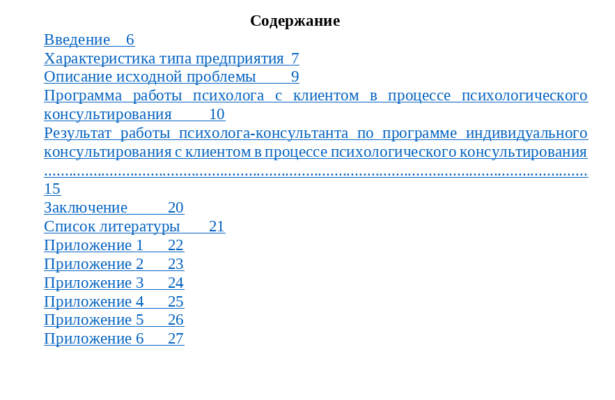 Содержание
Введение 6
Характеристика типа предприятия 7
Описание исходной проблемы 9
Программа работы психолога с клиентом в процессе психологического
консультирования 10
Результат работы психолога-консультанта по программе индивидуального
консультирования с клиентом в процессе психологического консультирования
....................................................................................................................................
15
Заключение 20
Список литературы 21
Приложение 1 22
Приложение 2 23
Приложение 3 24
Приложение 4 25
Приложение 5 26
Приложение 6 27